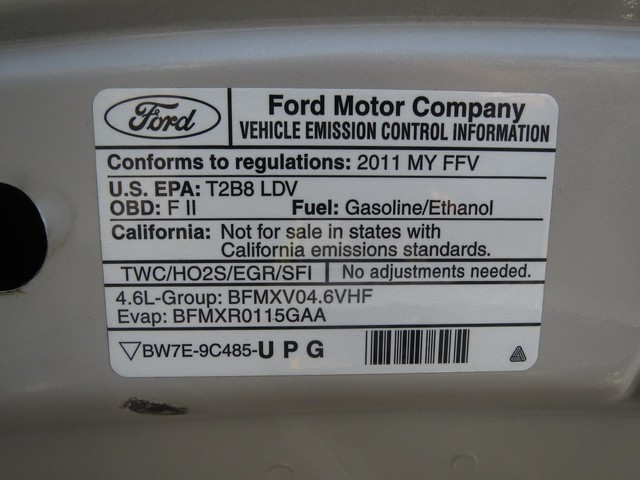 Ford
Ford Motor Company
VEHICLE EMISSION CONTROL INFORMATION
Conforms to regulations: 2011 MY FFV
U.S. EPA: T2B8 LDV
OBD: F II Fuel: Gasoline/Ethanol
California: Not for sale in states with
California emissions standards.
TWC/HO2S/EGR/SFI No adjustments needed.
4.6L-Group: BFMXV04.6VHF
Evap: BFMXR0115GAA
BW7E-9C485-U P G